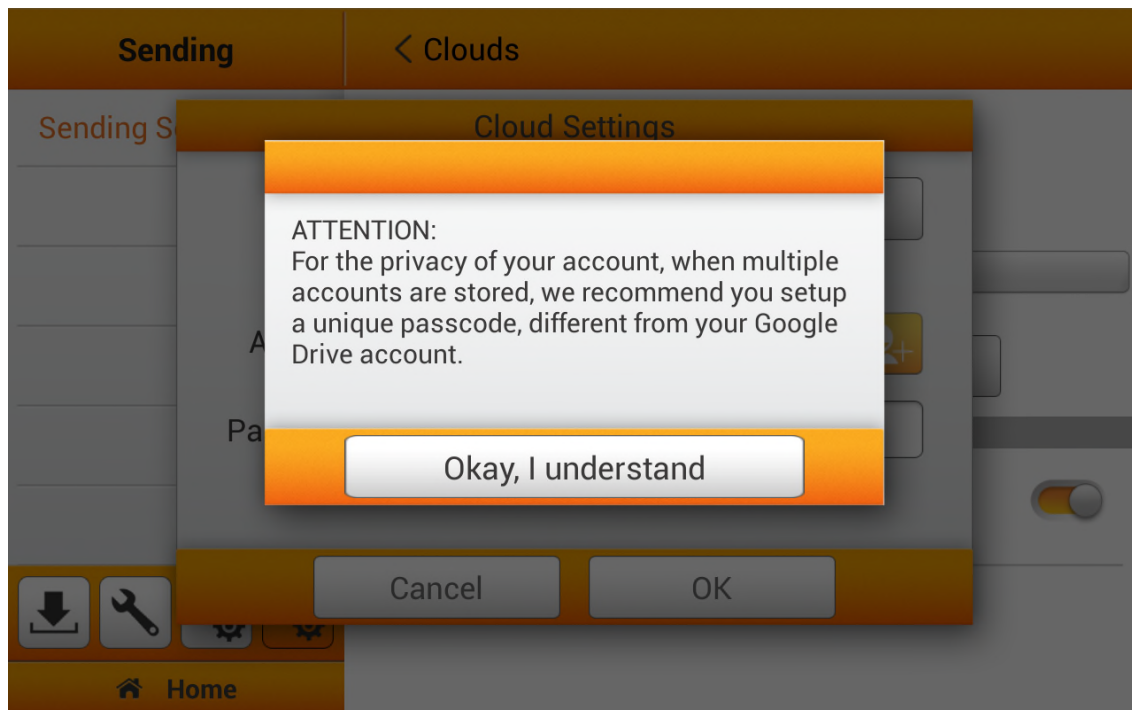 Sending
< Clouds
Sending S
Cloud Settings
ATTENTION:
For the privacy of your account, when multiple
accounts are stored, we recommend you setup
a unique passcode, different from your Google
Drive account.
A
Pa
Okay, I understand
Cancel
OK
Home